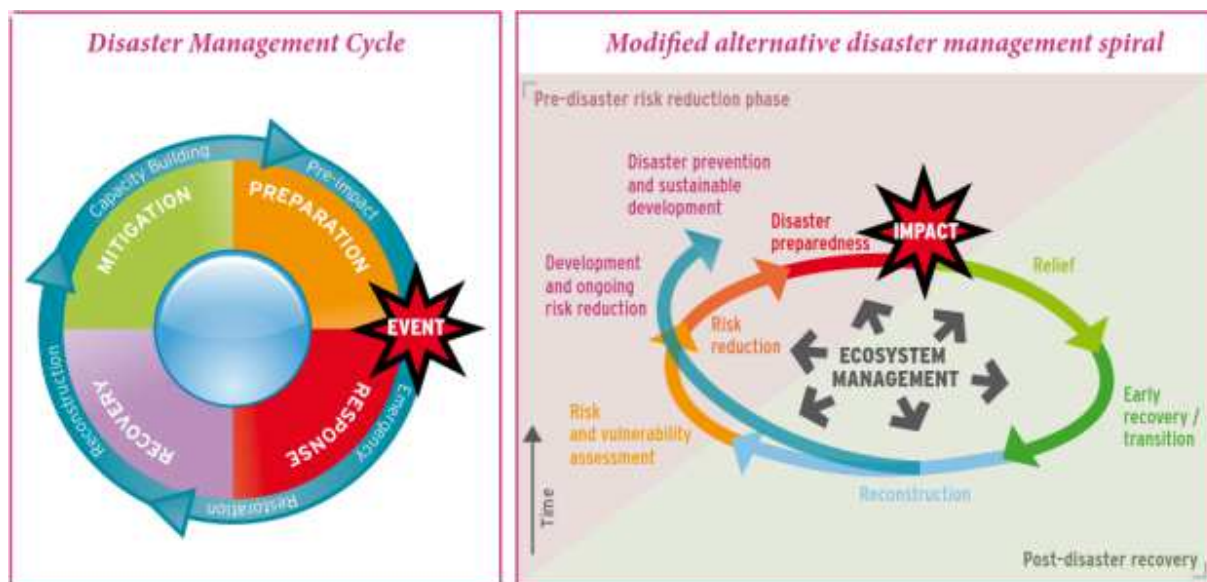 Disaster Management Cycle
Capacity Building
Pre-impact
MITIGATION
PREPARATION
EVENT
RECOVERY
RESPONSE
Reconstruction
Emergency
Restoration
Modified alternative disaster management spiral
Pre-disaster risk reduction phase
Disaster prevention
and sustainable
development
Disaster
preparedness
IMPACT
Relief
Development
and ongoing
risk reduction
Risk
reduction
ECOSYSTEM
MANAGEMENT
Risk
and vulnerability
assessment
Early
recovery /
transition
Reconstruction
Time
Post-disaster recovery